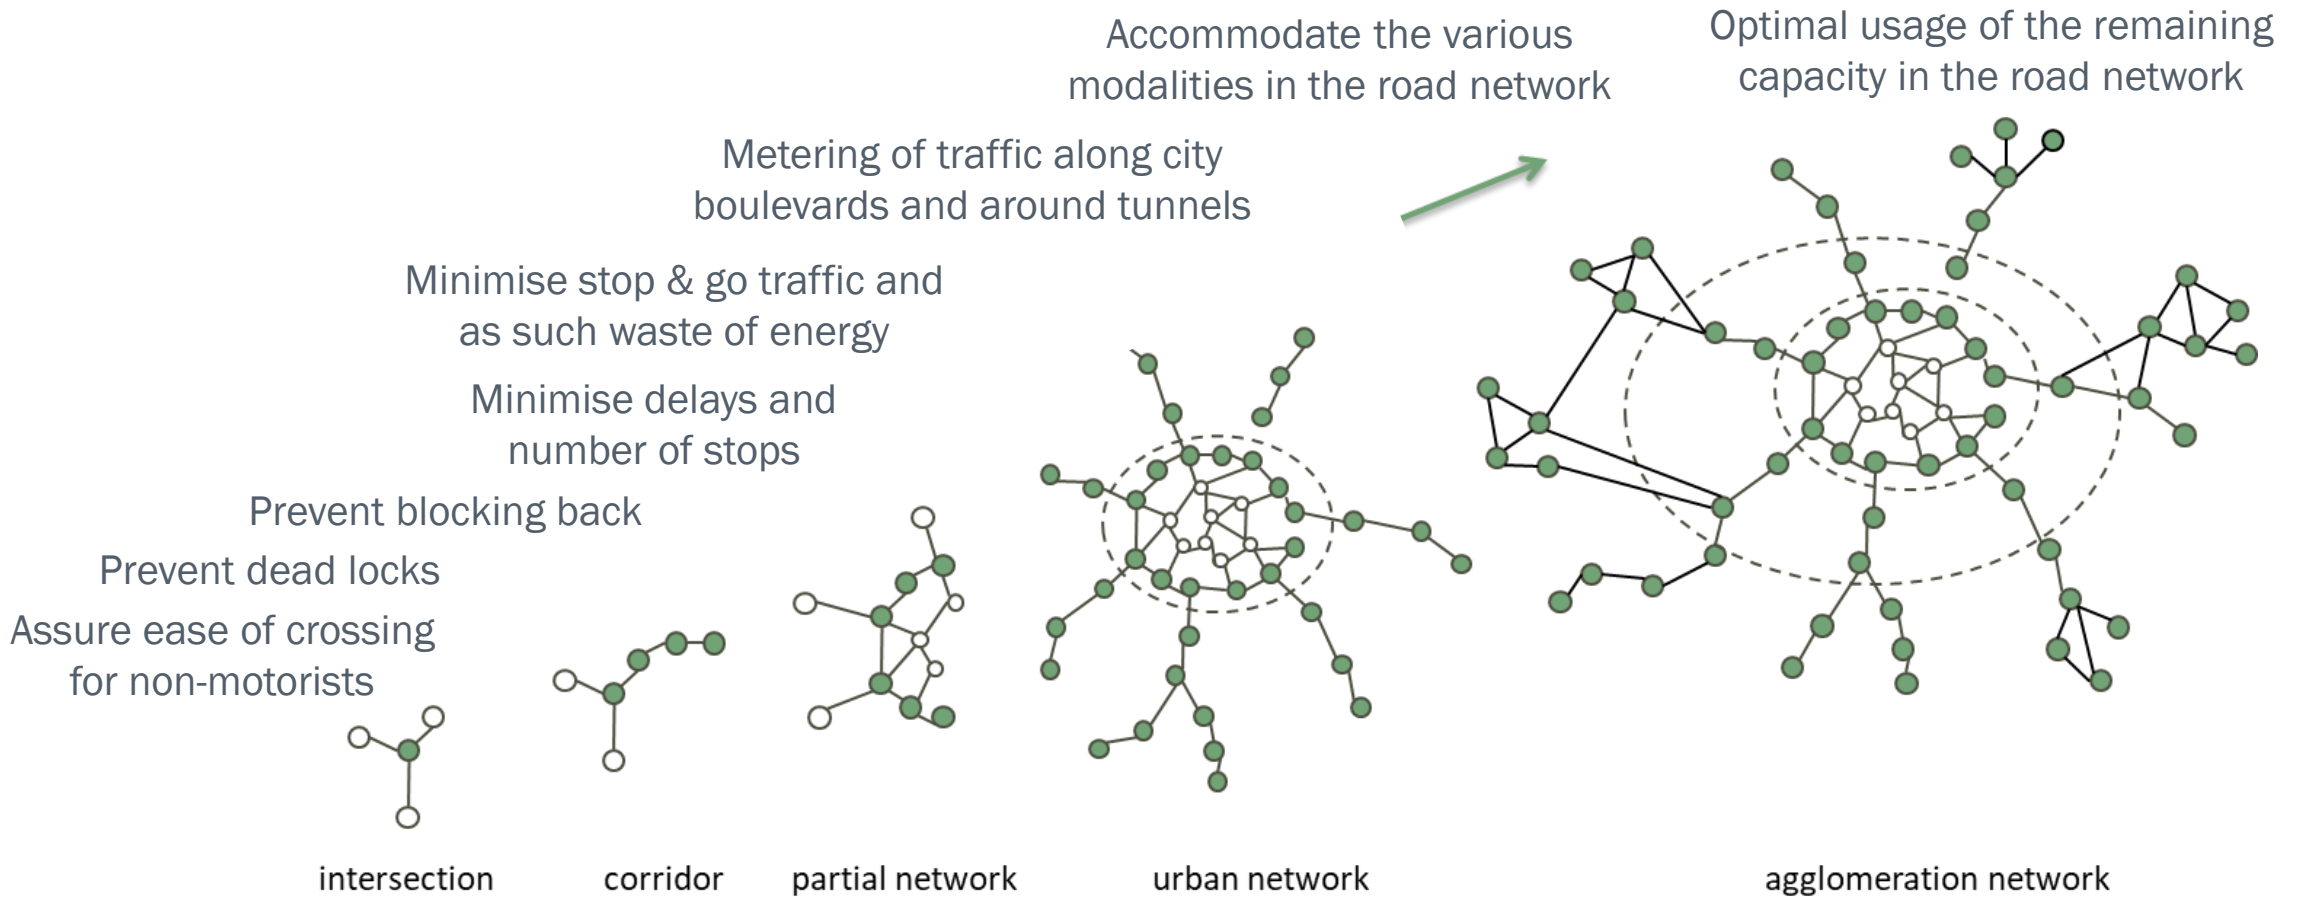 Accommodate the various
modalities in the road network
Optimal usage of the remaining
capacity in the road network
Metering of traffic along city
boulevards and around tunnels
Minimise stop & go traffic and
as such waste of energy
Minimise delays and
number of stops
Prevent blocking back
Prevent dead locks
Assure ease of crossing
for non-motorists
intersection
corridor
partial network
urban network
agglomeration network